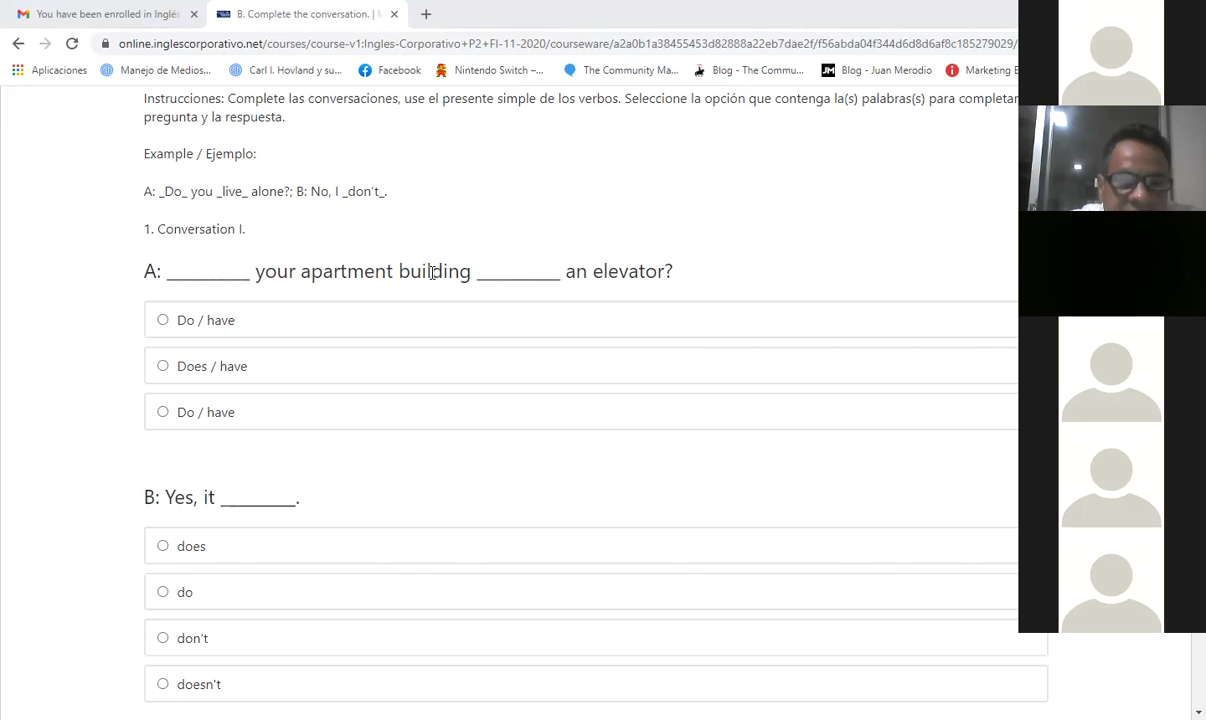 You have been enrolled in Inglés
B. Complete the conversation. |
online.inglescorporativo.net/courses/course-v1:Ingles-Corporativo+P2+FI-11-2020/courseware/a2a0b1a38455453d82888a22eb7dae2f/f56abda04f344d6d8d6af8c185279029/
Aplicaciones
Manejo de Medios...
Carl I. Hovland y su...
Facebook
Nintendo Switch –...
The Community Ma...
Blog - The Commu...
Blog - Juan Merodio
Marketing E
Instrucciones: Complete las conversaciones, use el presente simple de los verbos. Seleccione la opción que contenga la(s) palabras(s) para completar
pregunta y la respuesta.
Example / Ejemplo:
A: _Do_ you _live_ alone?; B: No, I _don't_.
1. Conversation I.
A: __________ your apartment building __________ an elevator?
Do / have
Does / have
Do / have
B: Yes, it _________.
does
do
don't
doesn't